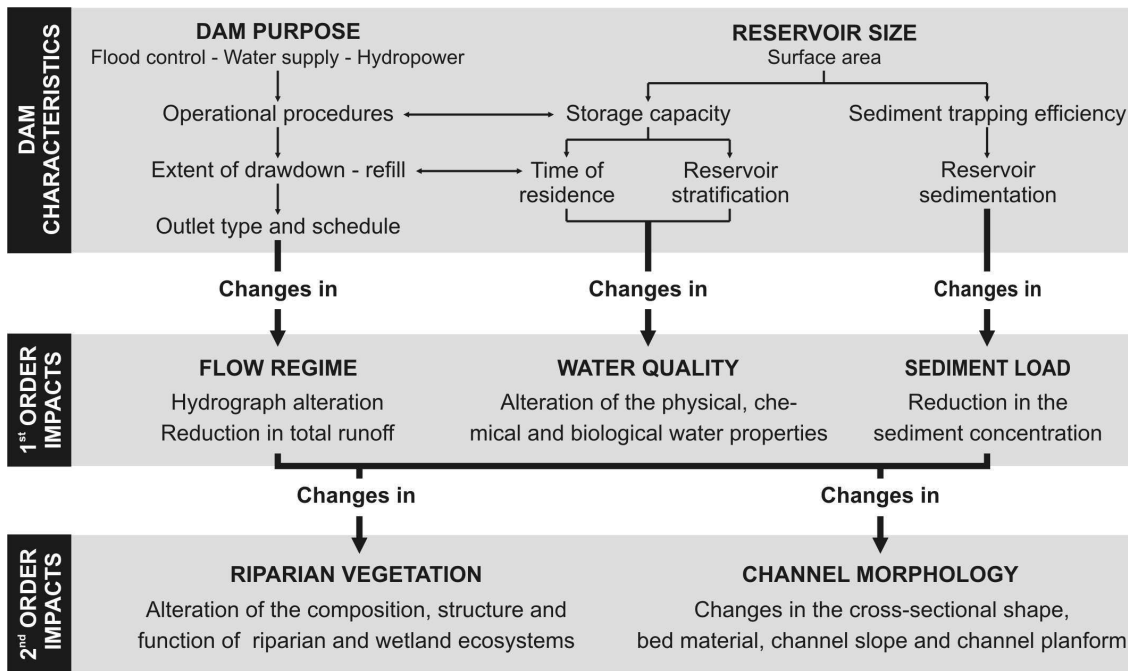 DAM
CHARACTERISTICS
DAM PURPOSE
Flood control - Water supply - Hydropower
Operational procedures
Extent of drawdown - refill
Outlet type and schedule
RESERVOIR SIZE
Surface area
Storage capacity
Sediment trapping efficiency
Time of
residence
Reservoir
stratification
Reservoir
sedimentation
Changes in
Changes in
Changes in
1st ORDER
IMPACTS
FLOW REGIME
Hydrograph alteration
Reduction in total runoff
WATER QUALITY
Alteration of the physical, che-
mical and biological water properties
SEDIMENT LOAD
Reduction in the
sediment concentration
Changes in
Changes in
2nd ORDER
IMPACTS
RIPARIAN VEGETATION
Alteration of the composition, structure and
function of riparian and wetland ecosystems
CHANNEL MORPHOLOGY
Changes in the cross-sectional shape,
bed material, channel slope and channel planform